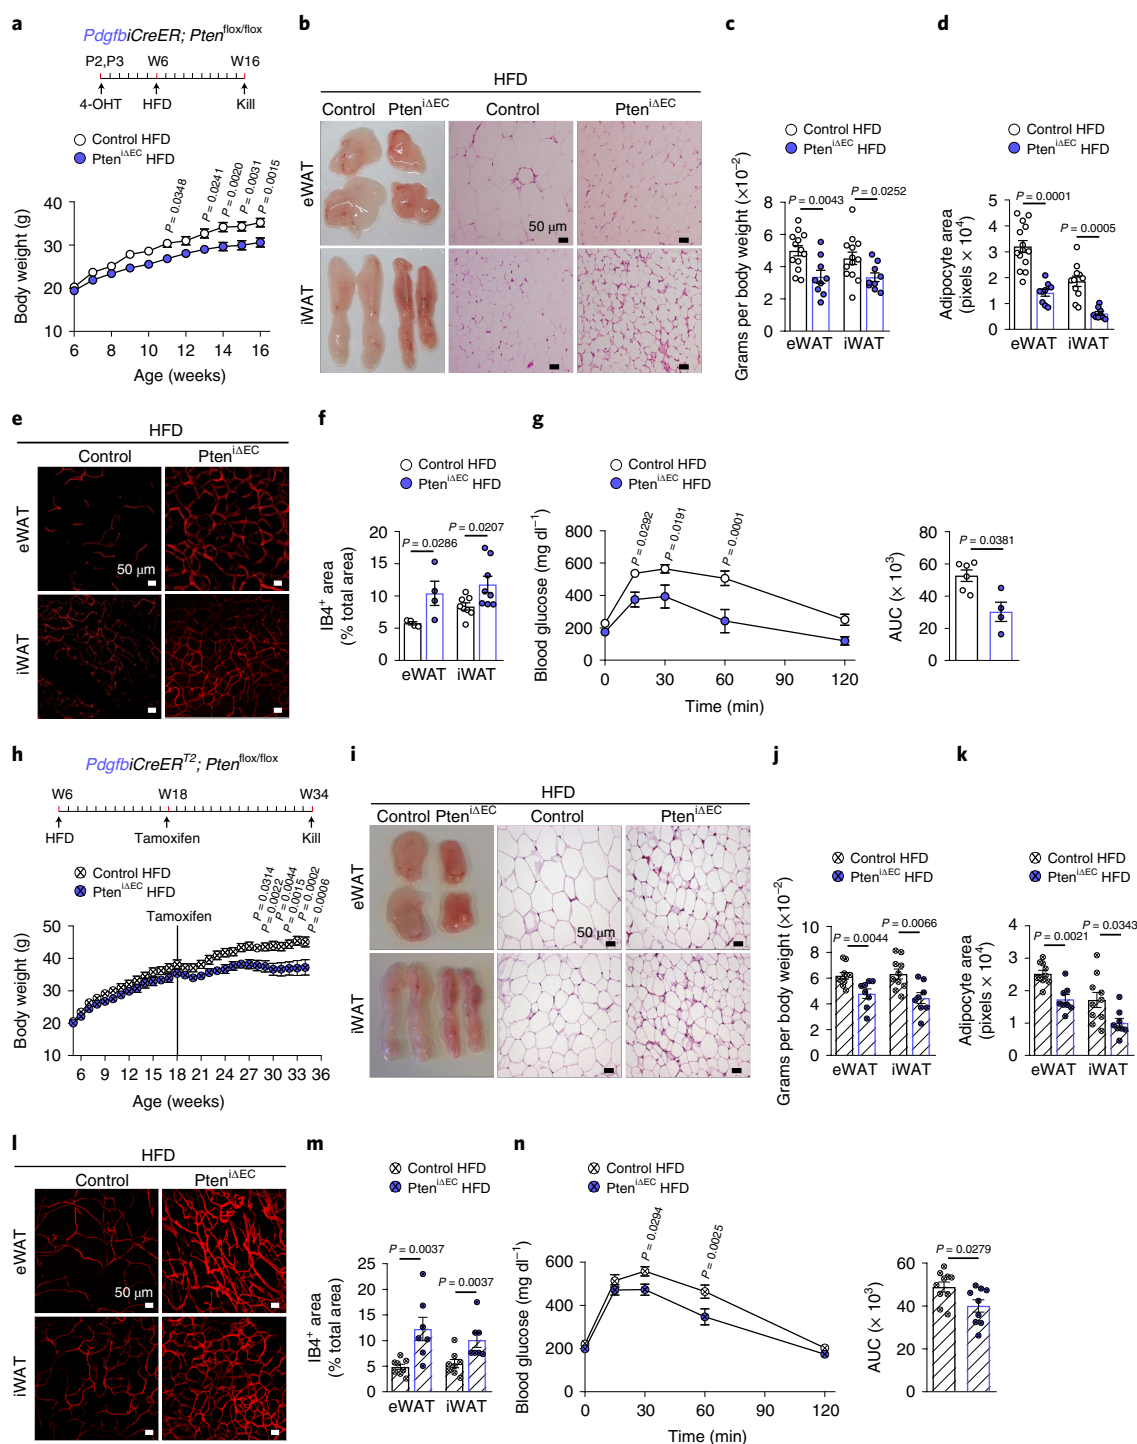 a
PdgfbiCreER; Pten^flox/flox
P2,P3 W6 W16
4-OHT HFD Kill
Control HFD
Pten^iΔEC HFD
P = 0.0348
P = 0.0241
P = 0.0020
P = 0.0031
P = 0.0015
Body weight (g)
40
30
20
10
6 8 10 12 14 16
Age (weeks)
b
HFD
Control Pten^iΔEC Control Pten^iΔEC
eWAT
50 µm
iWAT
c
Control HFD
Pten^iΔEC HFD
P = 0.0043
P = 0.0252
Grams per body weight (×10⁻²)
8
6
4
2
0
eWAT iWAT
d
Control HFD
Pten^iΔEC HFD
P = 0.0001
P = 0.0005
Adipocyte area
(pixels × 10⁴)
5
4
3
2
1
0
eWAT iWAT
e
HFD
Control Pten^iΔEC
eWAT
50 µm
iWAT
f
Control HFD
Pten^iΔEC HFD
P = 0.0207
P = 0.0286
IB4⁺ area
(% total area)
20
15
10
5
0
eWAT iWAT
g
Control HFD
Pten^iΔEC HFD
P = 0.0292
P = 0.0191
P = 0.0001
Blood glucose (mg dl⁻¹)
800
600
400
200
0
0 30 60 90 120
Time (min)
P = 0.0381
AUC (× 10³)
80
60
40
20
0
h
PdgfbiCreER^T2; Pten^flox/flox
W6 W18 W34
HFD Tamoxifen Kill
Control HFD
Pten^iΔEC HFD
P = 0.0314
P = 0.0022
P = 0.0044
P = 0.0015
P = 0.0002
P = 0.0006
Tamoxifen
Body weight (g)
50
40
30
20
10
6 9 12 15 18 21 24 27 30 33 36
Age (weeks)
i
HFD
Control Pten^iΔEC Control Pten^iΔEC
eWAT
50 µm
iWAT
j
Control HFD
Pten^iΔEC HFD
P = 0.0066
P = 0.0044
Grams per body weight (×10⁻²)
10
8
6
4
2
0
eWAT iWAT
k
Control HFD
Pten^iΔEC HFD
P = 0.0343
P = 0.0021
Adipocyte area
(pixels × 10⁴)
4
3
2
1
0
eWAT iWAT
l
HFD
Control Pten^iΔEC
eWAT
50 µm
iWAT
m
Control HFD
Pten^iΔEC HFD
P = 0.0037
P = 0.0037
IB4⁺ area
(% total area)
25
20
15
10
5
0
eWAT iWAT
n
Control HFD
Pten^iΔEC HFD
P = 0.0294
P = 0.0025
Blood glucose (mg dl⁻¹)
600
400
200
0
0 30 60 90 120
Time (min)
P = 0.0279
AUC (× 10³)
60
40
20
0